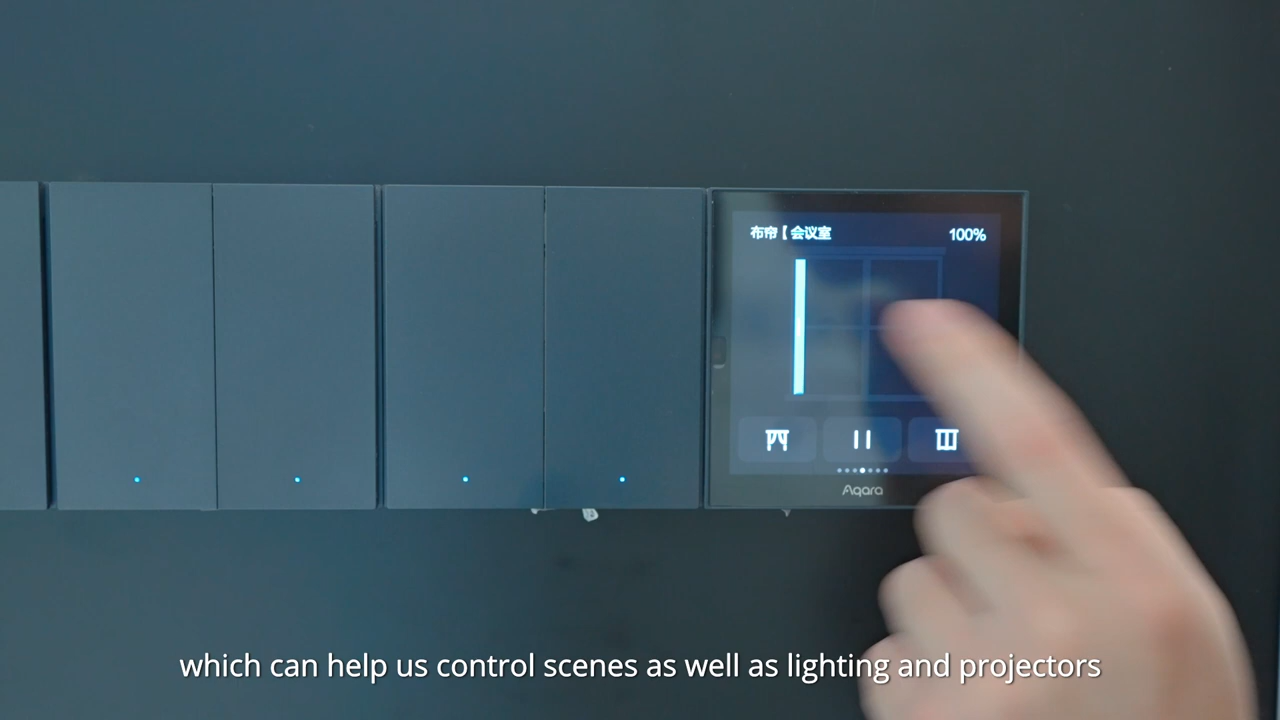 布帘【会议室
100%
Aqara
which can help us control scenes as well as lighting and projectors